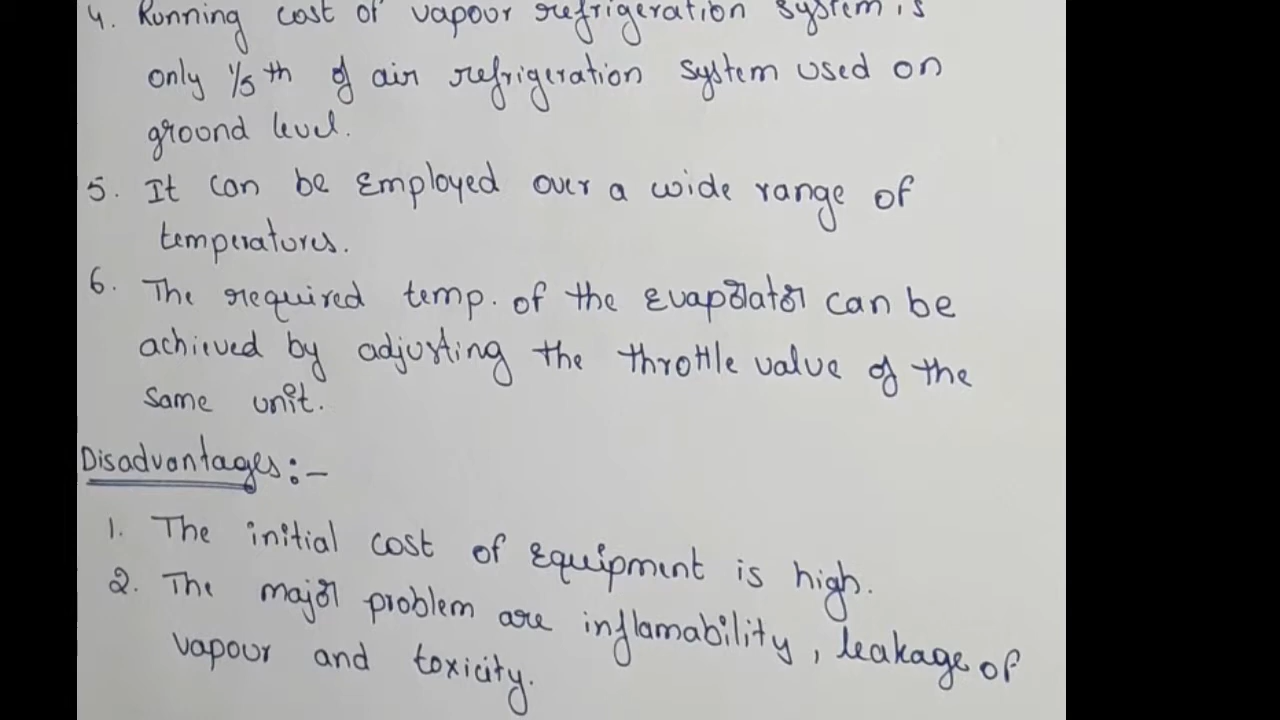 4. Running cost of vapour refrigeration system is
only 1/5th of air refrigeration system used on
ground level.
5. It can be Employed over a wide range of
temperatures.
6. The required temp. of the Evaporator can be
achieved by adjusting the throttle value of the
same unit.
Disadvantages:-
1. The initial cost of Equipment is high.
2. The major problem are inflamability, leakage of
vapour and toxicity.